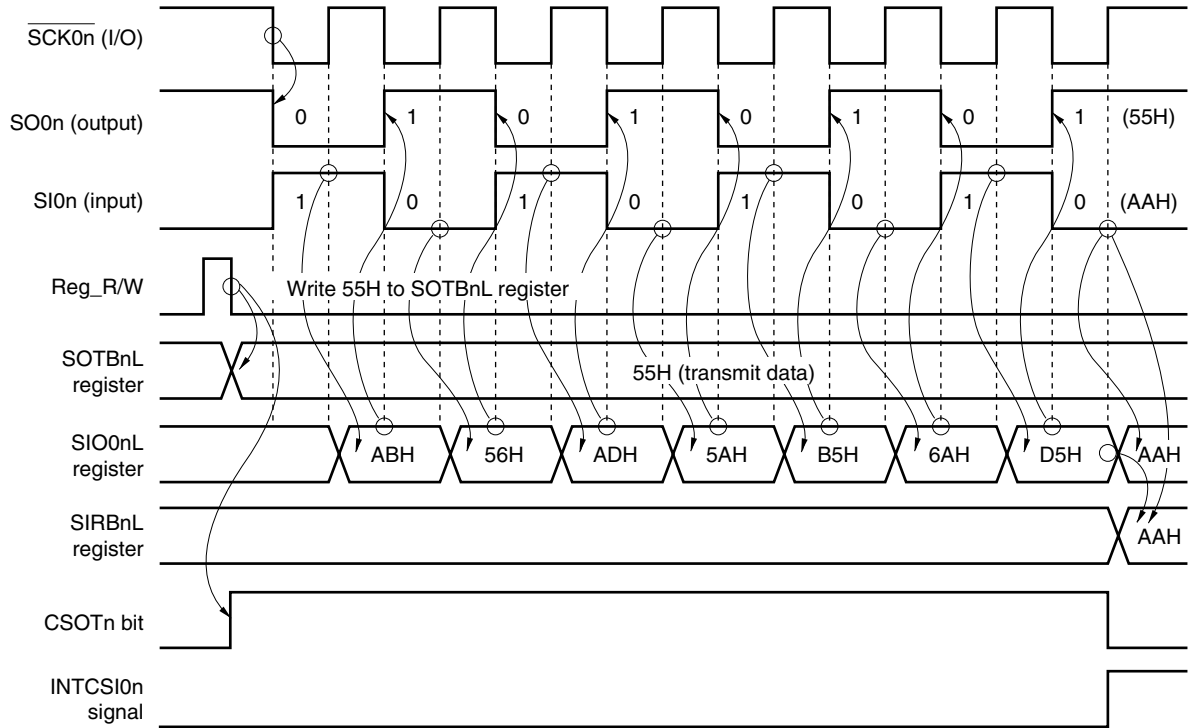 SCK0n (I/O)
SO0n (output)
0 1 0 1 0 1 0 1 (55H)
SI0n (input)
1 0 1 0 1 0 1 0 (AAH)
Reg_R/W
Write 55H to SOTBnL register
SOTBnL
register
55H (transmit data)
SIO0nL
register
ABH 56H ADH 5AH B5H 6AH D5H AAH
SIRBnL
register
AAH
CSOTn bit
INTCSI0n
signal